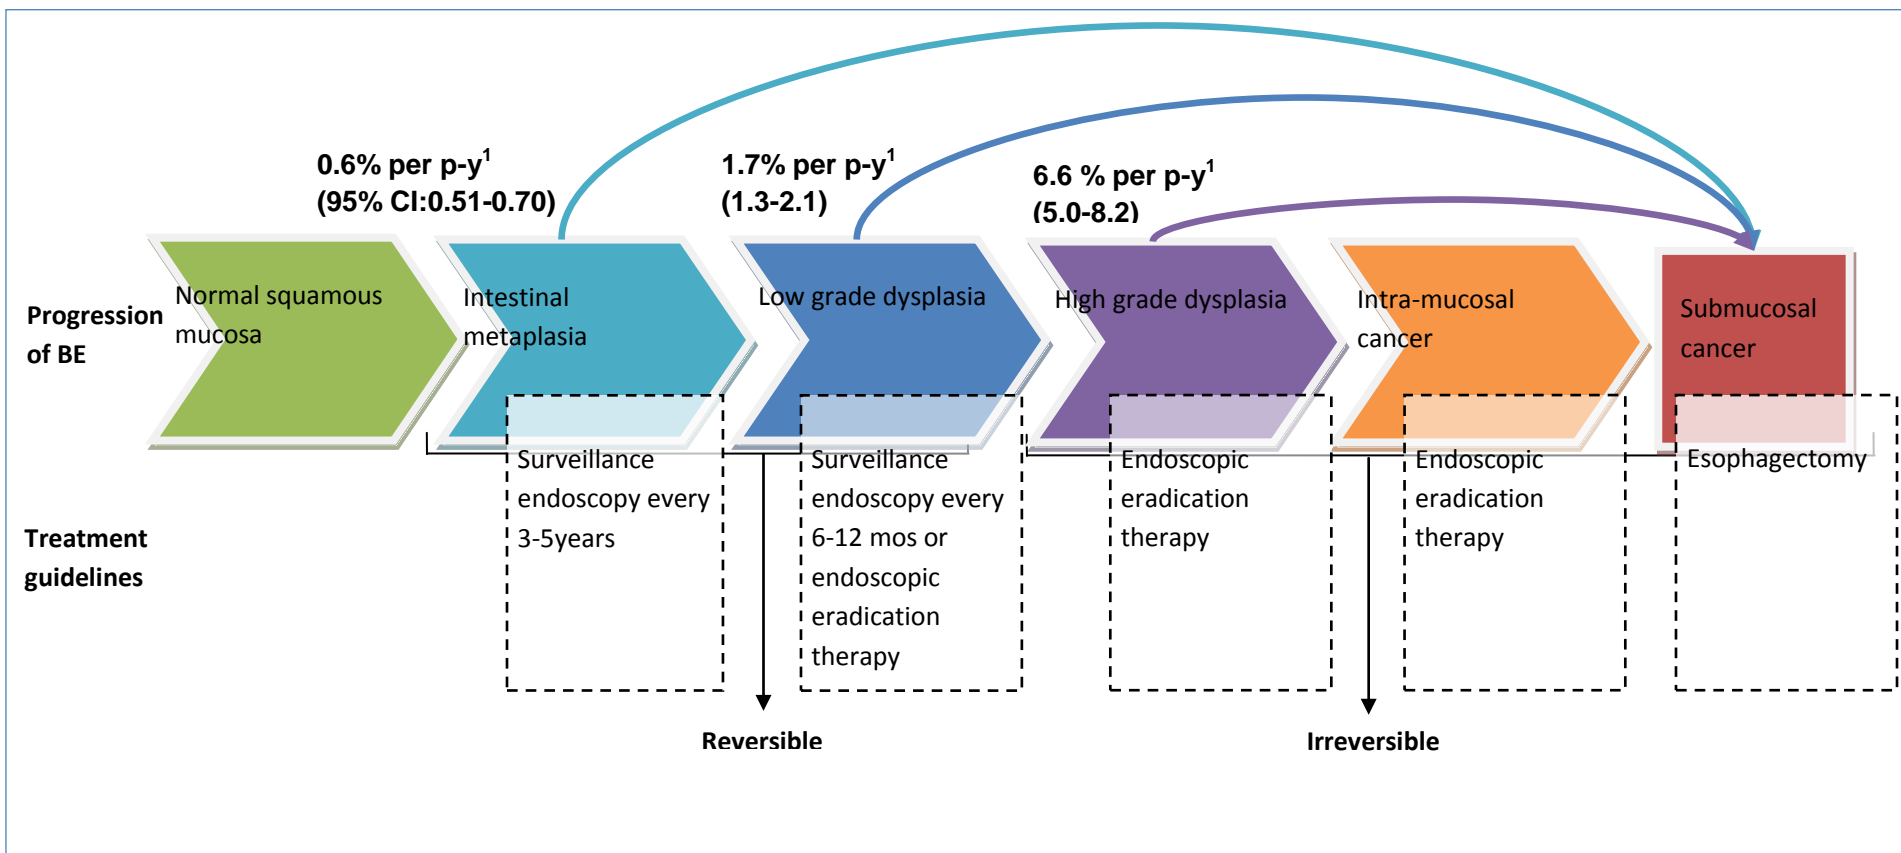 0.6% per p-y1
(95% CI:0.51-0.70)
1.7% per p-y1
(1.3-2.1)
6.6 % per p-y1
(5.0-8.2)
Progression
of BE
Normal squamous
mucosa
Intestinal
metaplasia
Low grade dysplasia
High grade dysplasia
Intra-mucosal
cancer
Submucosal
cancer
Treatment
guidelines
Surveillance
endoscopy every
3-5years
Surveillance
endoscopy every
6-12 mos or
endoscopic
eradication
therapy
Endoscopic
eradication
therapy
Endoscopic
eradication
therapy
Esophagectomy
Reversible
Irreversible